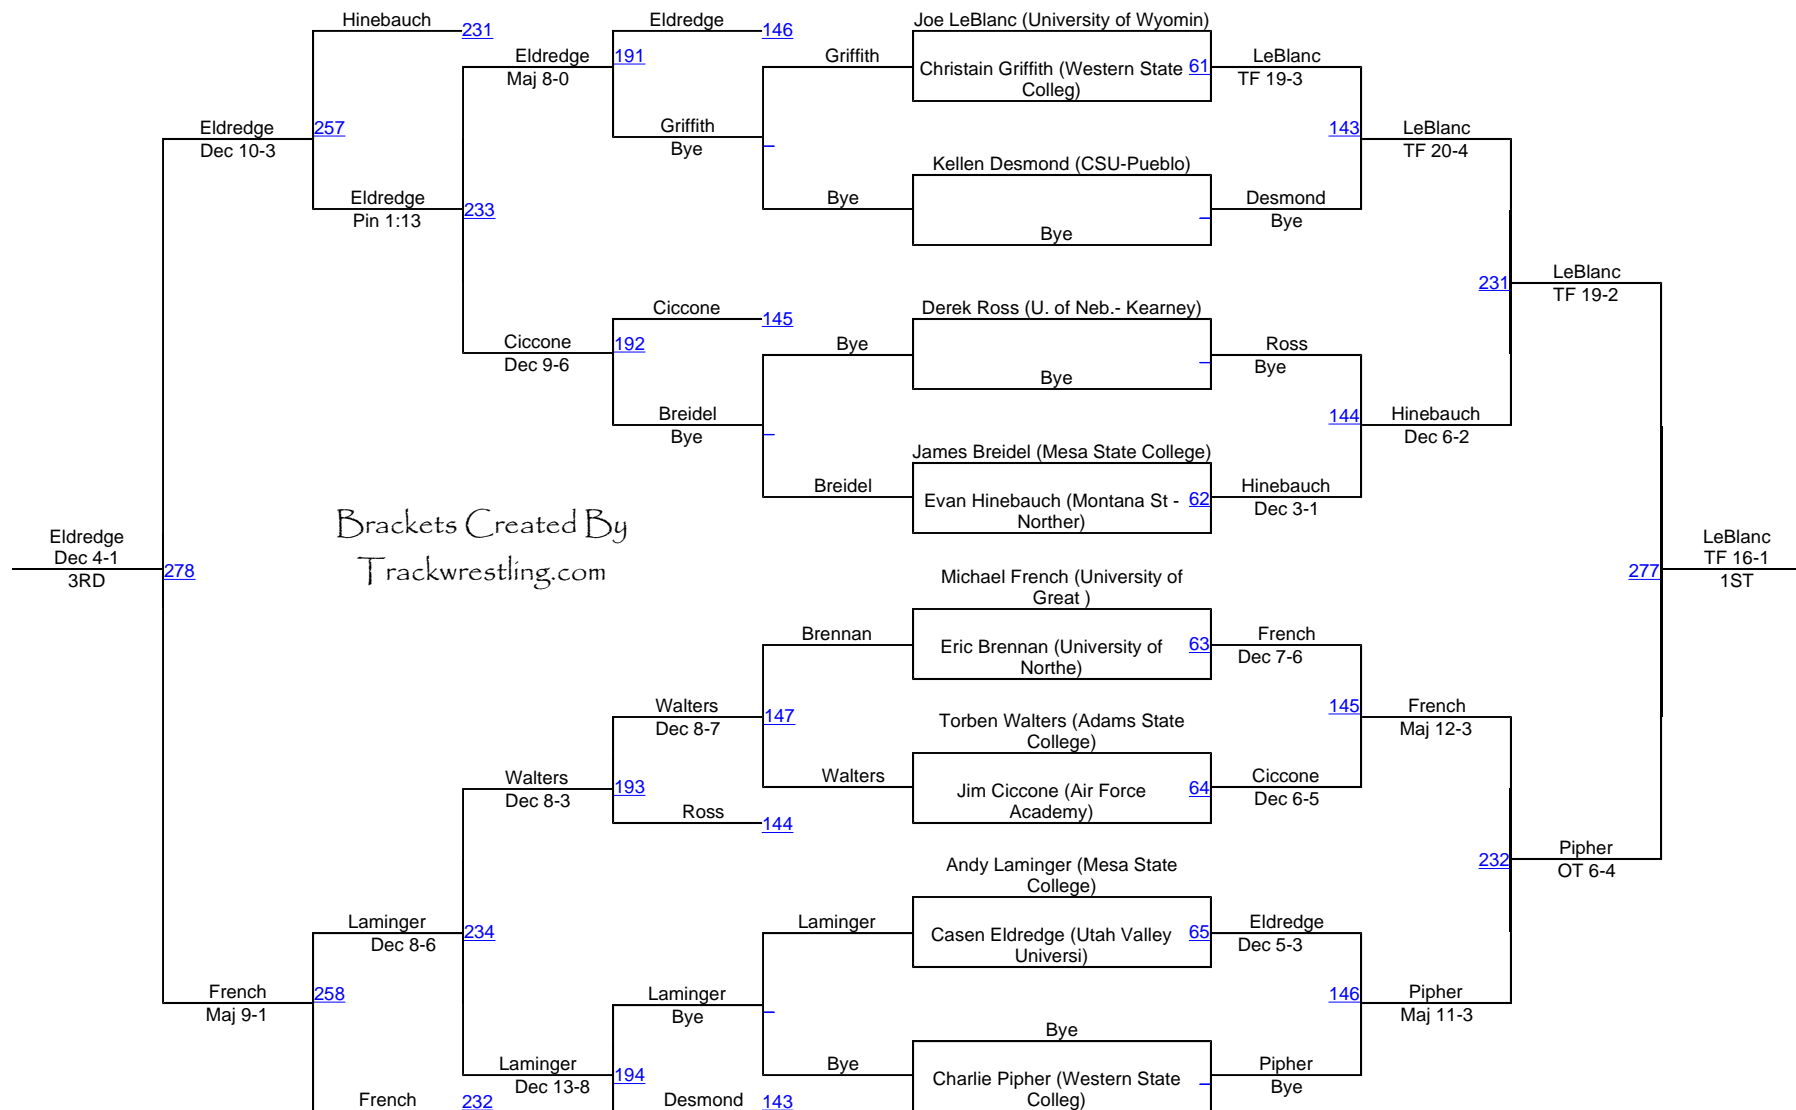 Hinebauch
231
Eldredge
146
Joe LeBlanc (University of Wyomin)
Eldredge
Maj 8-0
191
Griffith
Christain Griffith (Western State
Colleg)
61
LeBlanc
TF 19-3
Eldredge
Dec 10-3
257
Griffith
Bye
143
LeBlanc
TF 20-4
Kellen Desmond (CSU-Pueblo)
Eldredge
Pin 1:13
233
Bye
Bye
Desmond
Bye
231
LeBlanc
TF 19-2
Ciccone
145
Derek Ross (U. of Neb.- Kearney)
Ciccone
Dec 9-6
192
Bye
Bye
Ross
Bye
Breidel
Bye
144
Hinebauch
Dec 6-2
James Breidel (Mesa State College)
Breidel
Evan Hinebauch (Montana St -
Norther)
62
Hinebauch
Dec 3-1
Brackets Created By
Trackwrestling.com
Eldredge
Dec 4-1
3RD
278
277
LeBlanc
TF 16-1
1ST
Michael French (University of
Great )
Brennan
Eric Brennan (University of
Northe)
63
French
Dec 7-6
Walters
Dec 8-7
147
145
French
Maj 12-3
Torben Walters (Adams State
College)
Walters
Dec 8-3
193
Walters
Jim Ciccone (Air Force
Academy)
64
Ciccone
Dec 6-5
Ross
144
232
Pipher
OT 6-4
Andy Laminger (Mesa State
College)
Laminger
Dec 8-6
234
Laminger
Casen Eldredge (Utah Valley
Universi)
65
Eldredge
Dec 5-3
French
Maj 9-1
258
Laminger
Bye
146
Pipher
Maj 11-3
Bye
Laminger
Dec 13-8
194
Bye
Charlie Pipher (Western State
Colleg)
Pipher
Bye
French
232
Desmond
143